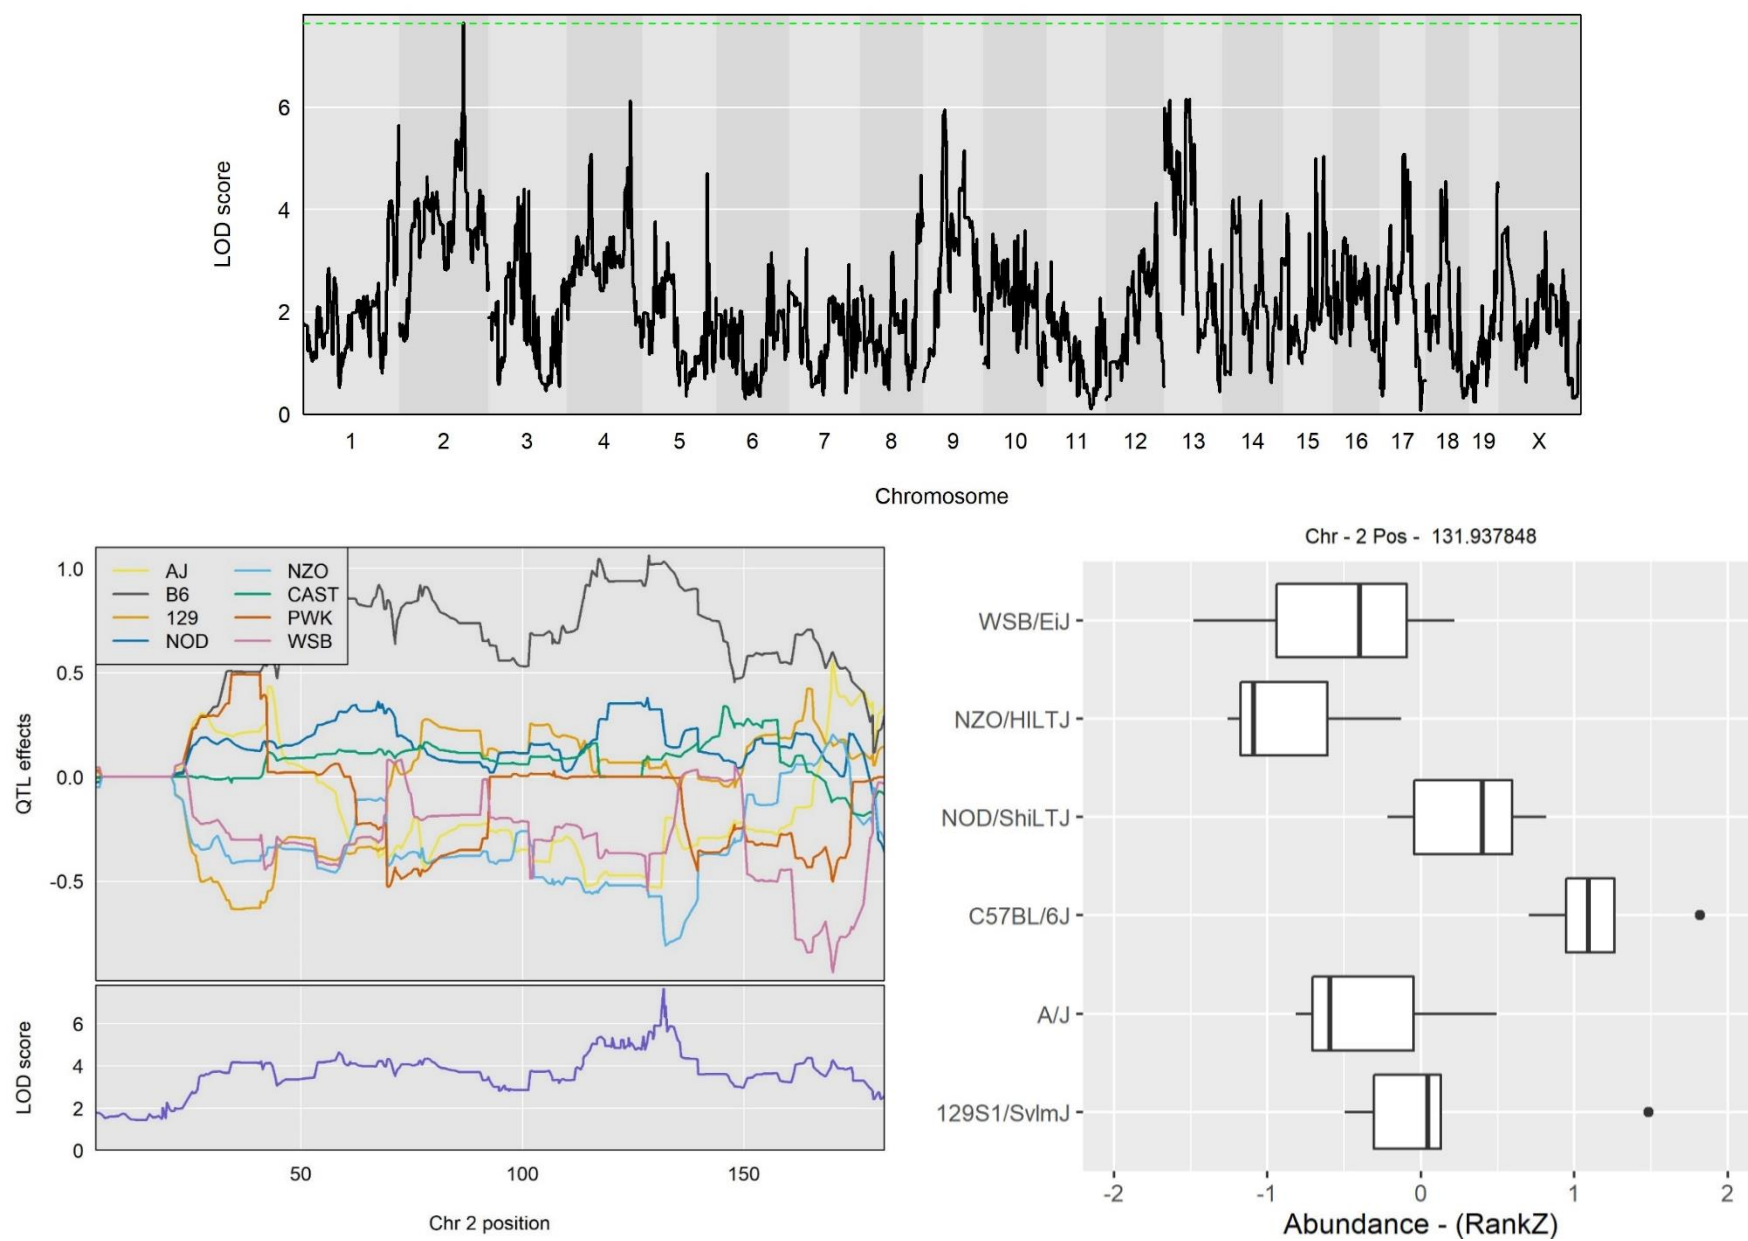 LOD score
6
4
2
0
1 2 3 4 5 6 7 8 9 10 11 12 13 14 15 16 17 18 19 X
Chromosome
QTL effects
1.0
0.5
0.0
-0.5
AJ NZO
B6 CAST
129 PWK
NOD WSB
LOD score
6
4
2
0
50 100 150
Chr 2 position
Chr - 2 Pos - 131.937848
WSB/EiJ
NZO/HILTJ
NOD/ShiLTJ
C57BL/6J
A/J
129S1/SvImJ
-2 -1 0 1 2
Abundance - (RankZ)